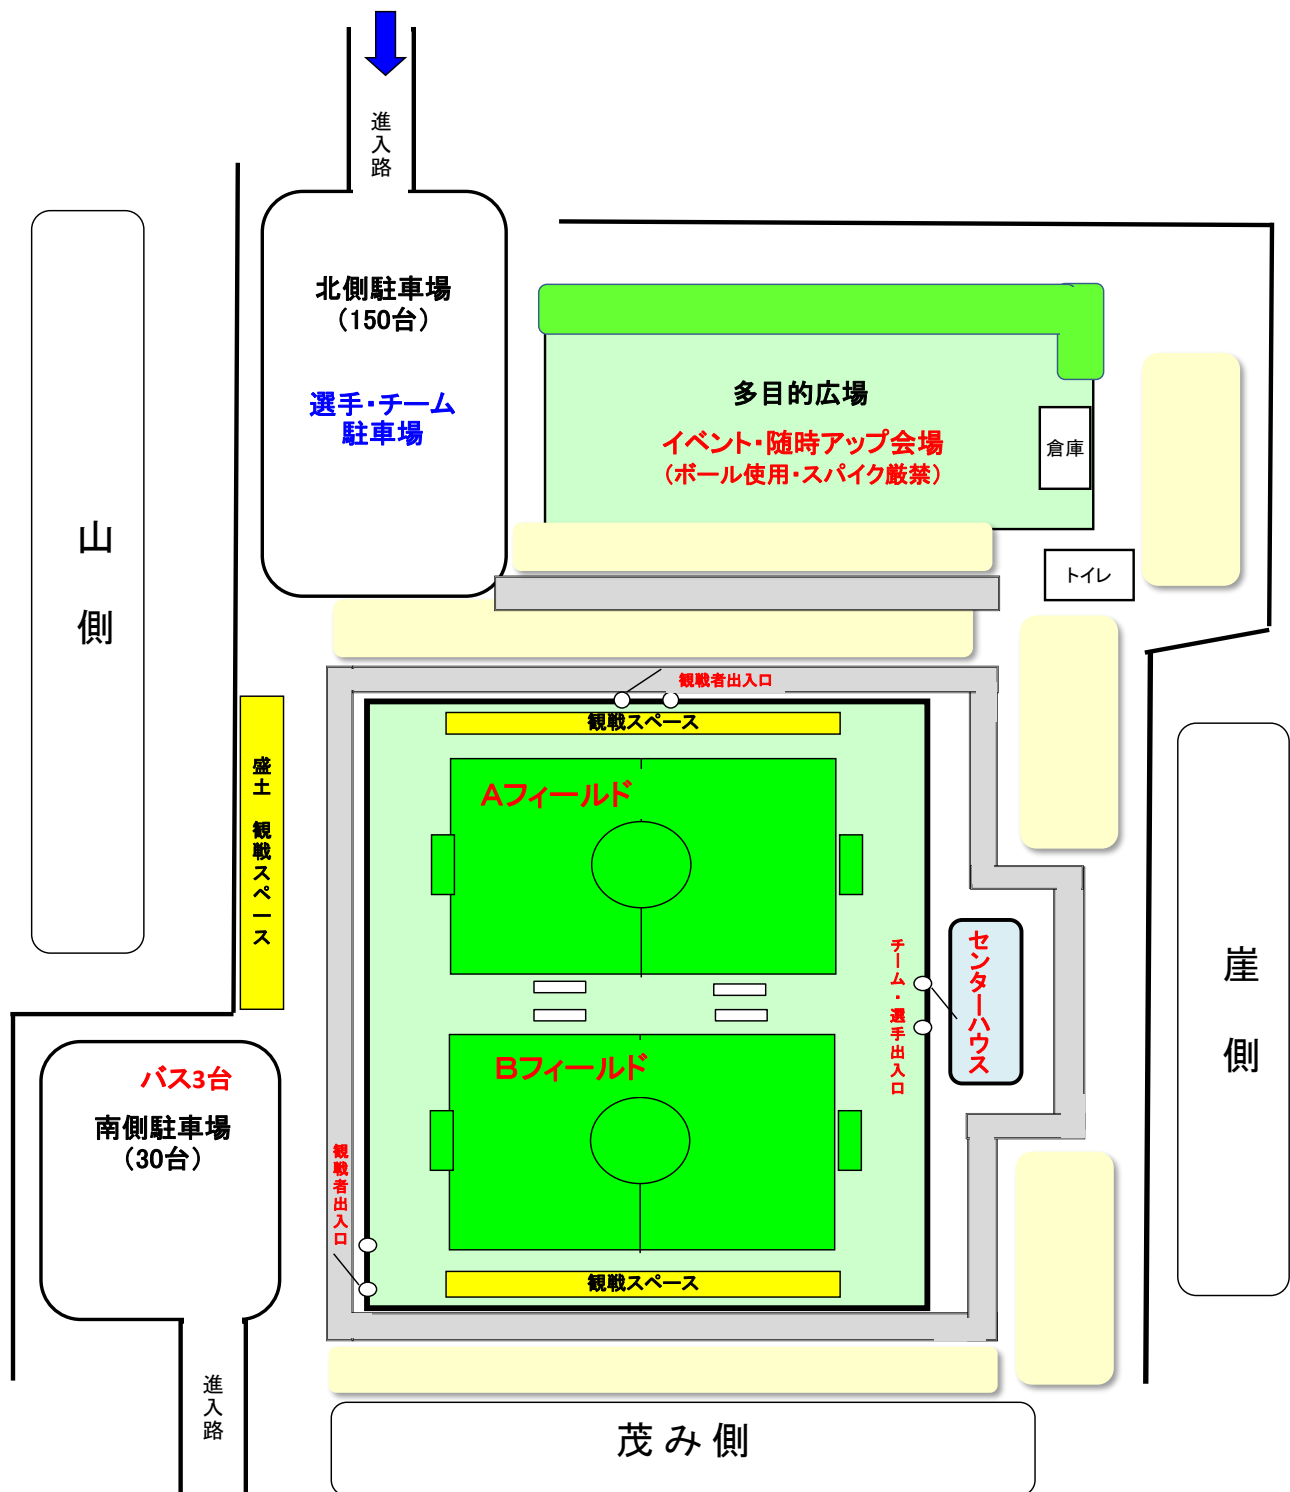 進入路
北側駐車場
（150台）
選手・チーム
駐車場
多目的広場
イベント・随時アップ会場
（ボール使用・スパイク厳禁）
倉庫
トイレ
山側
観戦者出入口
観戦スペース
盛土 観戦スペース
Aフィールド
チーム・選手出入口
センターハウス
崖側
Bフィールド
バス3台
南側駐車場
（30台）
観戦者出入口
観戦スペース
進入路
茂み側